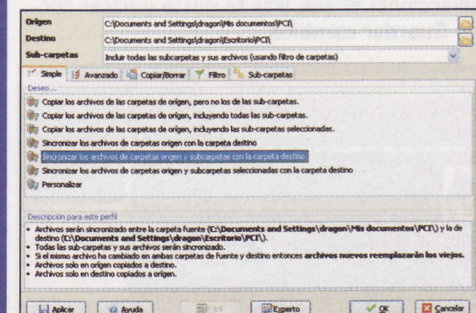 Origen C:\Documents and Settings\dragon\Mis documentos\PCI\
Destino C:\Documents and Settings\dragon\Escritorio\PCI\
Sub-carpetas Incluir todas las subcarpetas y sus archivos (usando filtro de carpetas)
Simple Avanzado Copiar/Borrar Filtro Sub-carpetas
Deseo...
Copiar los archivos de las carpetas de origen, pero no los de las sub-carpetas.
Copiar los archivos de las carpetas de origen, incluyendo todas las sub-carpetas.
Copiar los archivos de las carpetas de origen, incluyendo las sub-carpetas seleccionadas.
Sincronizar los archivos de carpetas origen con la carpeta destino
Sincronizar los archivos de carpetas origen y subcarpetas con la carpeta destino
Sincronizar los archivos de carpetas origen y subcarpetas seleccionadas con la carpeta destino
Personalizar
Descripción para este perfil
• Archivos serán sincronizado entre la carpeta fuente (C:\Documents and Settings\dragon\Mis documentos\PCI\) y la de
destino (C:\Documents and Settings\dragon\Escritorio\PCI\).
• Todas las sub-carpetas y sus archivos serán sincronizado.
• Si el mismo archivo ha cambiado en ambas carpetas de fuente y destino entonces archivos nuevos reemplazarán los viejos.
• Archivos solo en origen copiados a destino.
• Archivos solo en destino copiados a origen.
Aplicar Ayuda Experto OK Cancelar